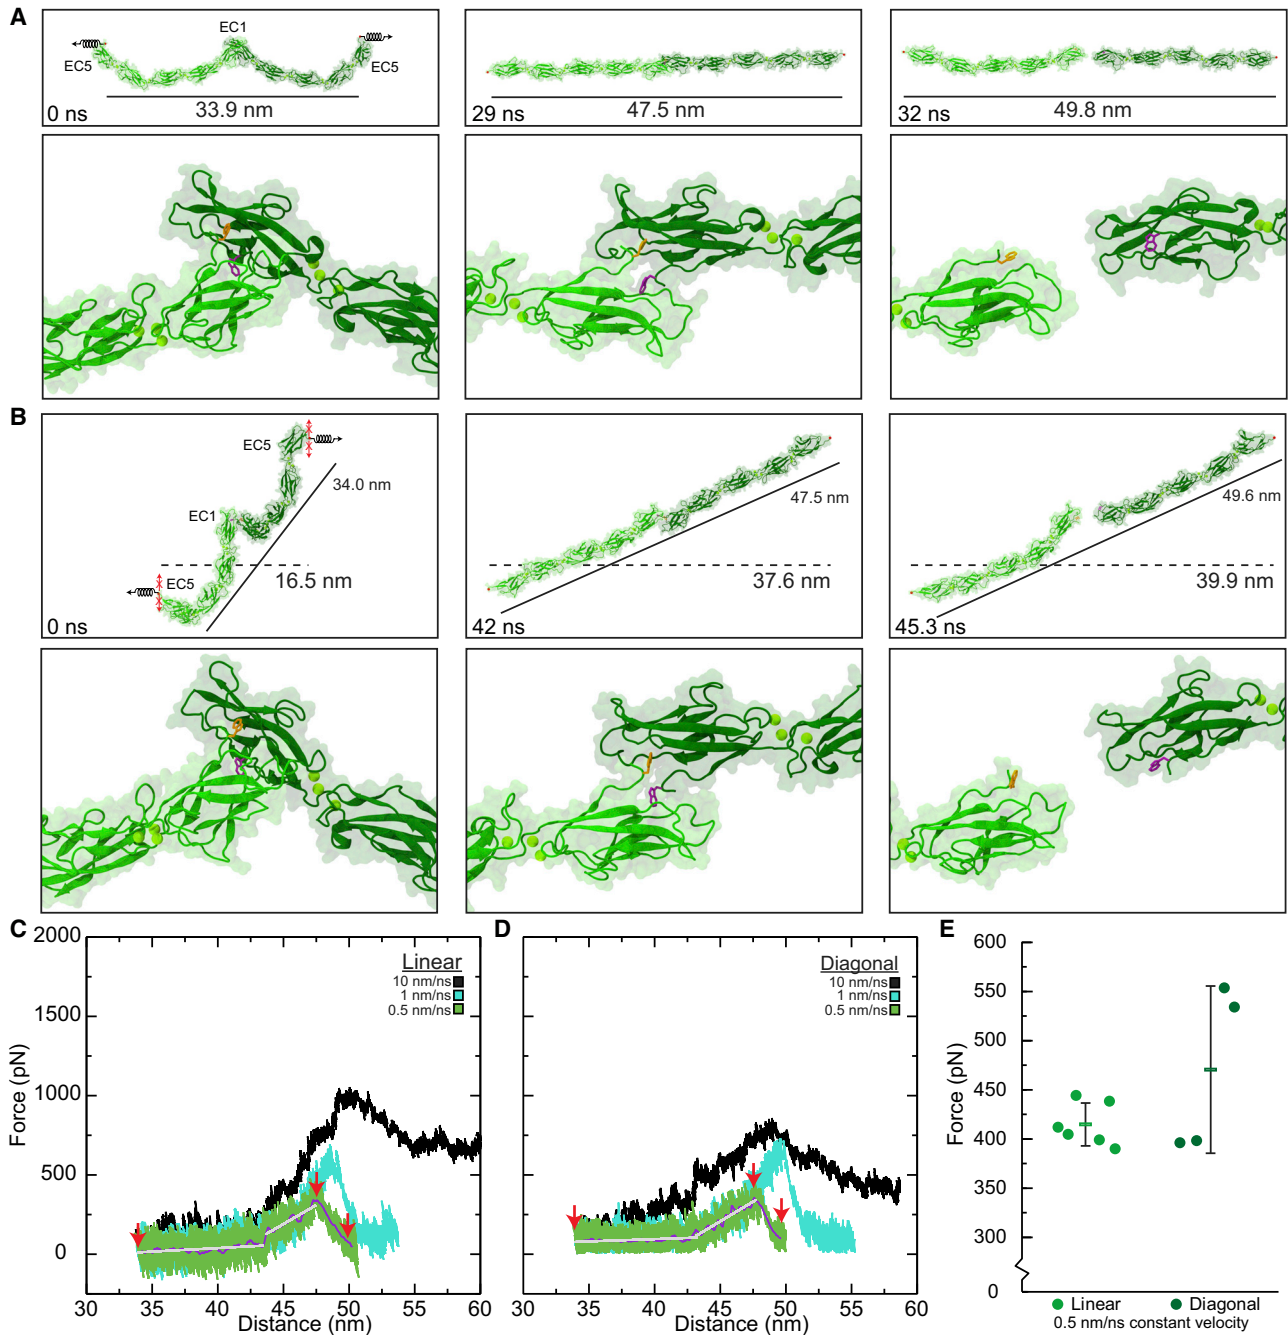 A
EC1
EC5
EC5
33.9 nm
0 ns
47.5 nm
29 ns
49.8 nm
32 ns
B
EC5
34.0 nm
EC1
16.5 nm
EC5
0 ns
47.5 nm
37.6 nm
42 ns
49.6 nm
39.9 nm
45.3 ns
C
2000
1500
1000
500
0
Force (pN)
Linear
10 nm/ns
1 nm/ns
0.5 nm/ns
30 35 40 45 50 55 60
Distance (nm)
D
Diagonal
10 nm/ns
1 nm/ns
0.5 nm/ns
30 35 40 45 50 55 60
Distance (nm)
E
600
550
500
450
400
350
300
0
Force (pN)
Linear Diagonal
0.5 nm/ns constant velocity